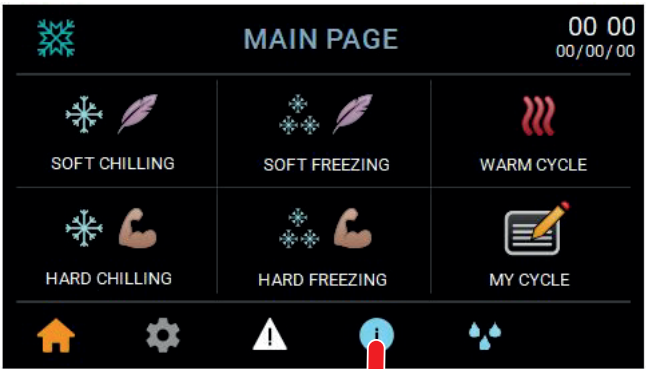 MAIN PAGE
00 00
00/00/00
SOFT CHILLING
SOFT FREEZING
WARM CYCLE
HARD CHILLING
HARD FREEZING
MY CYCLE